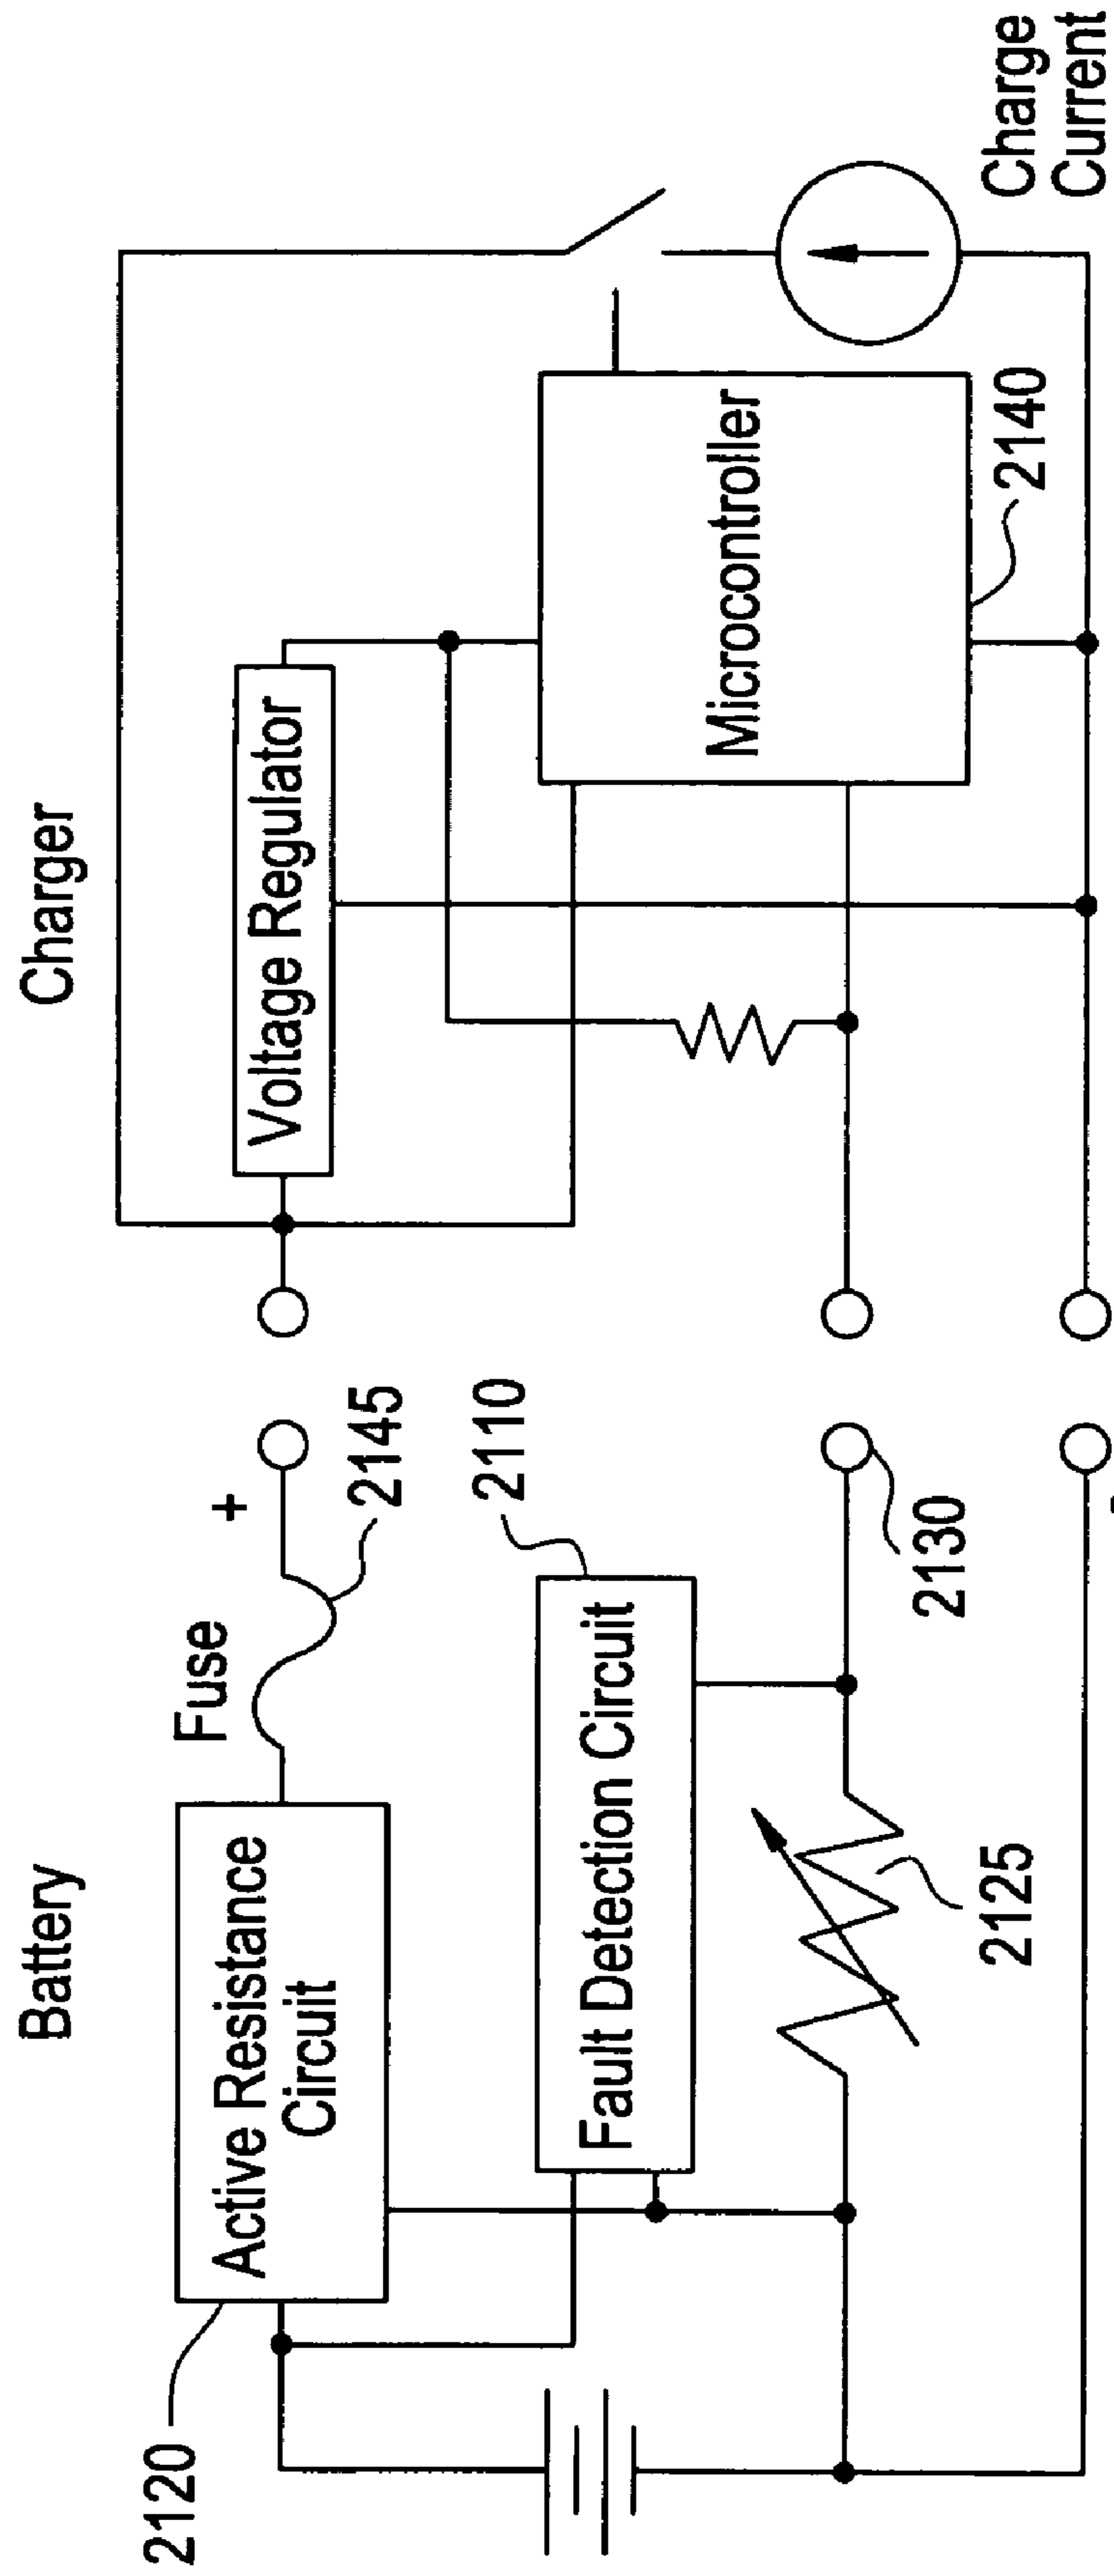 Battery
Charger
Fuse
+
2120
Active Resistance
Circuit
2145
Voltage Regulator
2110
Fault Detection Circuit
Microcontroller
2130
2125
2140
Charge
Current
-